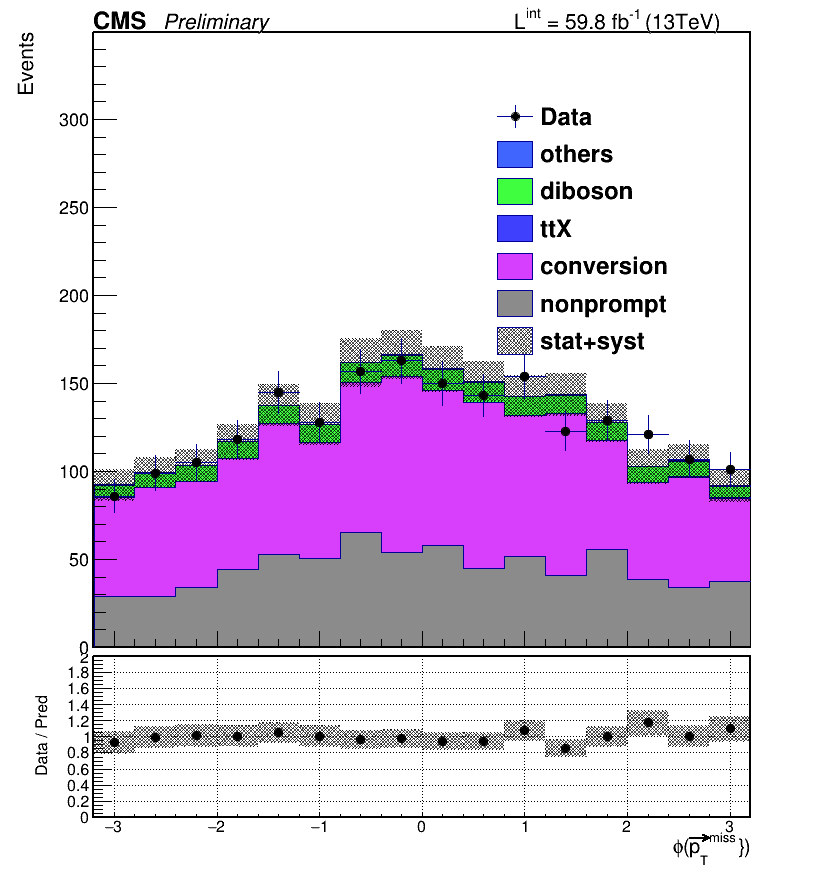 CMS Preliminary L^int = 59.8 fb^-1 (13TeV)
Events
300
250
200
150
100
50
0
Data
others
diboson
ttX
conversion
nonprompt
stat+syst
Data / Pred
2
1.8
1.6
1.4
1.2
1
0.8
0.6
0.4
0.2
0
−3 −2 −1 0 1 2 3
ϕ(p_T^miss})